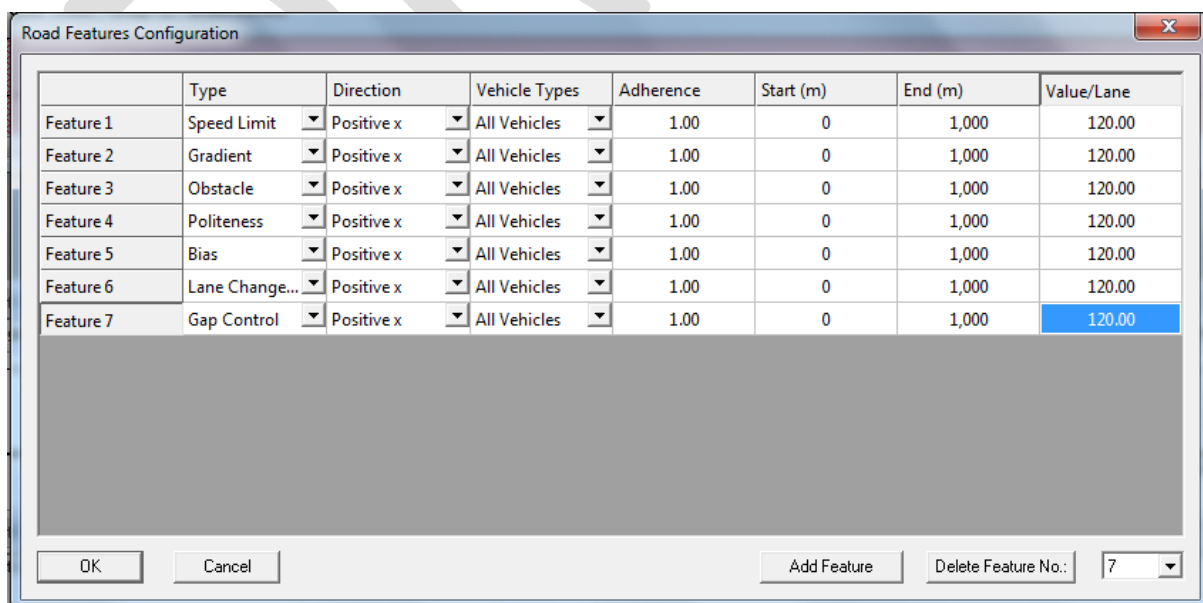 Road Features Configuration
Type Direction Vehicle Types Adherence Start (m) End (m) Value/Lane
Feature 1 Speed Limit Positive x All Vehicles 1.00 0 1,000 120.00
Feature 2 Gradient Positive x All Vehicles 1.00 0 1,000 120.00
Feature 3 Obstacle Positive x All Vehicles 1.00 0 1,000 120.00
Feature 4 Politeness Positive x All Vehicles 1.00 0 1,000 120.00
Feature 5 Bias Positive x All Vehicles 1.00 0 1,000 120.00
Feature 6 Lane Change... Positive x All Vehicles 1.00 0 1,000 120.00
Feature 7 Gap Control Positive x All Vehicles 1.00 0 1,000 120.00
OK Cancel Add Feature Delete Feature No.: 7